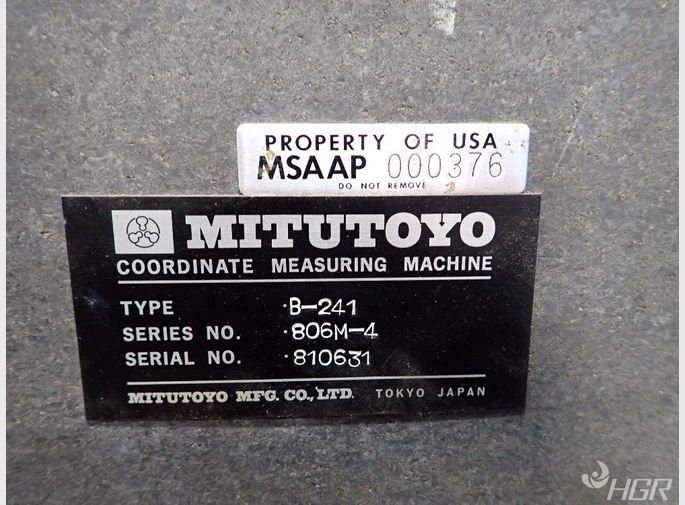 PROPERTY OF USA
MSAAP 000376
DO NOT REMOVE
MITUTOYO
COORDINATE MEASURING MACHINE
TYPE B-241
SERIES NO. 806M-4
SERIAL NO. 810631
MITUTOYO MFG. CO., LTD. TOKYO JAPAN
HGR